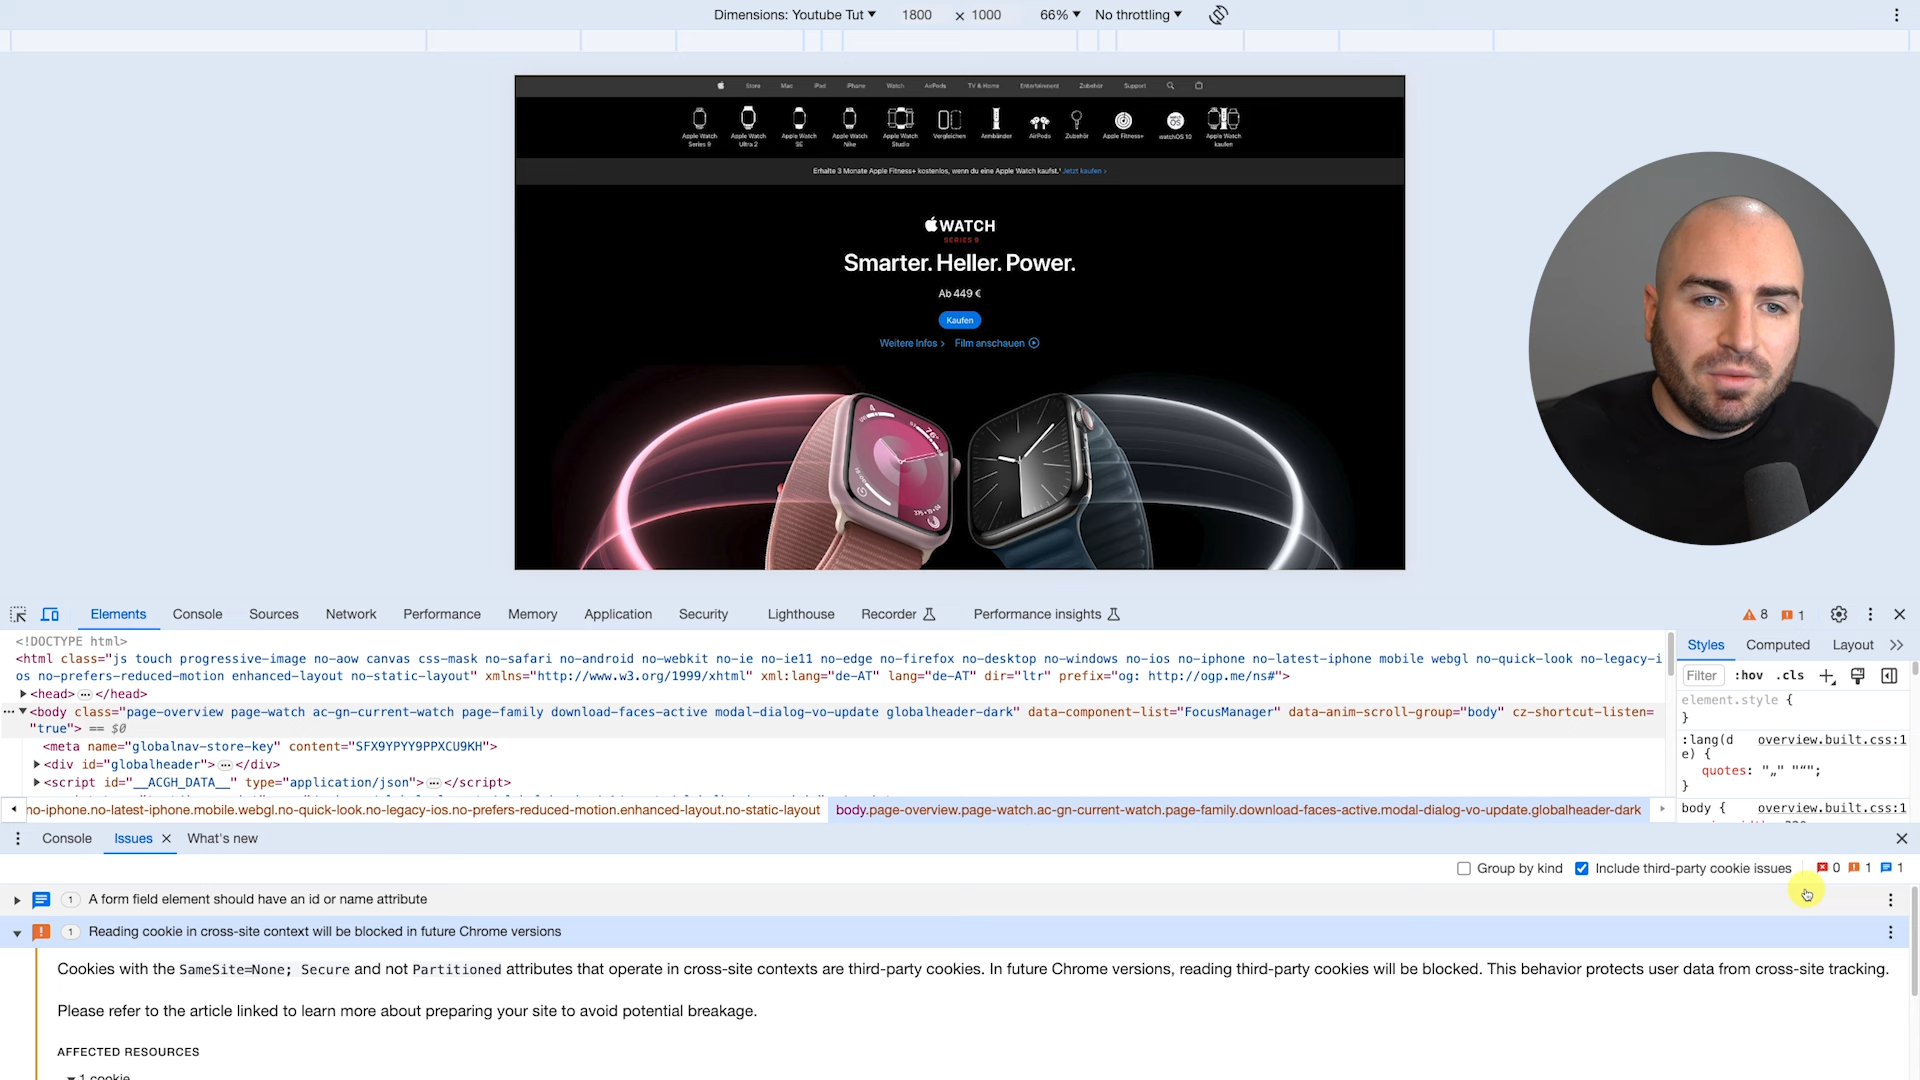 Dimensions: Youtube Tut ▼ 1800 × 1000 66% ▼ No throttling ▼
Store Mac iPad iPhone Watch AirPods TV & Home Entertainment Zubehör Support
Apple Watch Series 9
Apple Watch Ultra 2
Apple Watch SE
Apple Watch Nike
Apple Watch Studio
Vergleichen
Armbänder
AirPods
Zubehör
Apple Fitness+
watchOS 10
Apple Watch kaufen
Erhalte 3 Monate Apple Fitness+ kostenlos, wenn du eine Apple Watch kaufst.¹ Jetzt kaufen >
WATCH
SERIES 9
Smarter. Heller. Power.
Ab 449 €
Kaufen
Weitere Infos > Film anschauen
Elements Console Sources Network Performance Memory Application Security Lighthouse Recorder Performance insights 8 1
<!DOCTYPE html>
<html class="js touch progressive-image no-aow canvas css-mask no-safari no-android no-webkit no-ie no-ie11 no-edge no-firefox no-desktop no-windows no-ios no-iphone no-latest-iphone mobile webgl no-quick-look no-legacy-i
os no-prefers-reduced-motion enhanced-layout no-static-layout" xmlns="http://www.w3.org/1999/xhtml" xml:lang="de-AT" lang="de-AT" dir="ltr" prefix="og: http://ogp.me/ns#">
<head>…</head>
<body class="page-overview page-watch ac-gn-current-watch page-family download-faces-active modal-dialog-vo-update globalheader-dark" data-component-list="FocusManager" data-anim-scroll-group="body" cz-shortcut-listen=
"true"> == $0
<meta name="globalnav-store-key" content="SFX9YPYY9PPXCU9KH">
<div id="globalheader">…</div>
<script id="__ACGH_DATA__" type="application/json">…</script>
no-iphone.no-latest-iphone.mobile.webgl.no-quick-look.no-legacy-ios.no-prefers-reduced-motion.enhanced-layout.no-static-layout body.page-overview.page-watch.ac-gn-current-watch.page-family.download-faces-active.modal-dialog-vo-update.globalheader-dark
Styles Computed Layout
Filter :hov .cls
element.style {
}
:lang(d overview.built.css:1
e) {
quotes: "„" "“";
}
body { overview.built.css:1
Console Issues What's new
Group by kind Include third-party cookie issues 0 1 1
1 A form field element should have an id or name attribute
1 Reading cookie in cross-site context will be blocked in future Chrome versions
Cookies with the SameSite=None; Secure and not Partitioned attributes that operate in cross-site contexts are third-party cookies. In future Chrome versions, reading third-party cookies will be blocked. This behavior protects user data from cross-site tracking.
Please refer to the article linked to learn more about preparing your site to avoid potential breakage.
AFFECTED RESOURCES
1 cookie